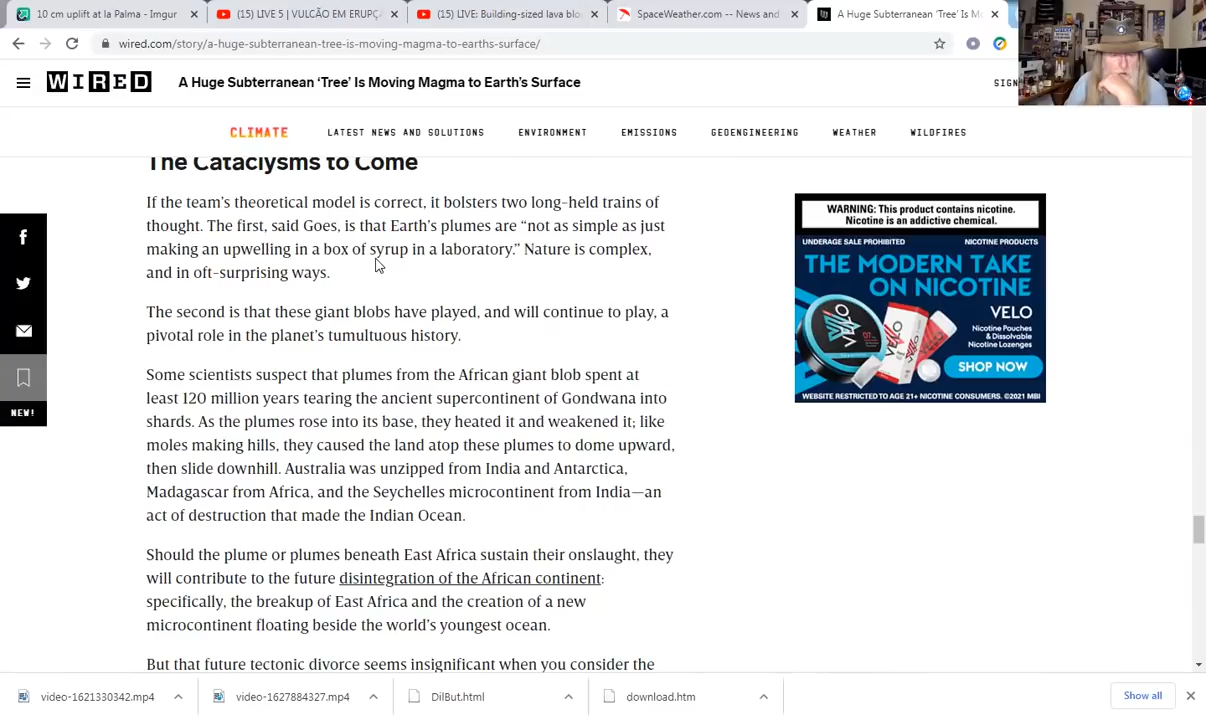 10 cm uplift at la Palma - Imgur
(15) LIVE 5 | VULCÃO EM ERUPÇ
(15) LIVE: Building-sized lava blo
SpaceWeather.com -- News and
A Huge Subterranean 'Tree' Is Mo
wired.com/story/a-huge-subterranean-tree-is-moving-magma-to-earths-surface/
WIRED
A Huge Subterranean ‘Tree’ Is Moving Magma to Earth’s Surface
SIGN
CLIMATE
LATEST NEWS AND SOLUTIONS
ENVIRONMENT
EMISSIONS
GEOENGINEERING
WEATHER
WILDFIRES
The Cataclysms to Come
If the team’s theoretical model is correct, it bolsters two long-held trains of
thought. The first, said Goes, is that Earth’s plumes are “not as simple as just
making an upwelling in a box of syrup in a laboratory.” Nature is complex,
and in oft-surprising ways.
The second is that these giant blobs have played, and will continue to play, a
pivotal role in the planet’s tumultuous history.
Some scientists suspect that plumes from the African giant blob spent at
least 120 million years tearing the ancient supercontinent of Gondwana into
shards. As the plumes rose into its base, they heated it and weakened it; like
moles making hills, they caused the land atop these plumes to dome upward,
then slide downhill. Australia was unzipped from India and Antarctica,
Madagascar from Africa, and the Seychelles microcontinent from India—an
act of destruction that made the Indian Ocean.
Should the plume or plumes beneath East Africa sustain their onslaught, they
will contribute to the future disintegration of the African continent:
specifically, the breakup of East Africa and the creation of a new
microcontinent floating beside the world’s youngest ocean.
But that future tectonic divorce seems insignificant when you consider the
NEW!
WARNING: This product contains nicotine.
Nicotine is an addictive chemical.
UNDERAGE SALE PROHIBITED
NICOTINE PRODUCTS
THE MODERN TAKE
ON NICOTINE
VELO
Nicotine Pouches
& Dissolvable
Nicotine Lozenges
SHOP NOW
WEBSITE RESTRICTED TO AGE 21+ NICOTINE CONSUMERS. ©2021 MBI
video-1621330342.mp4
video-1627884327.mp4
DilBut.html
download.htm
Show all